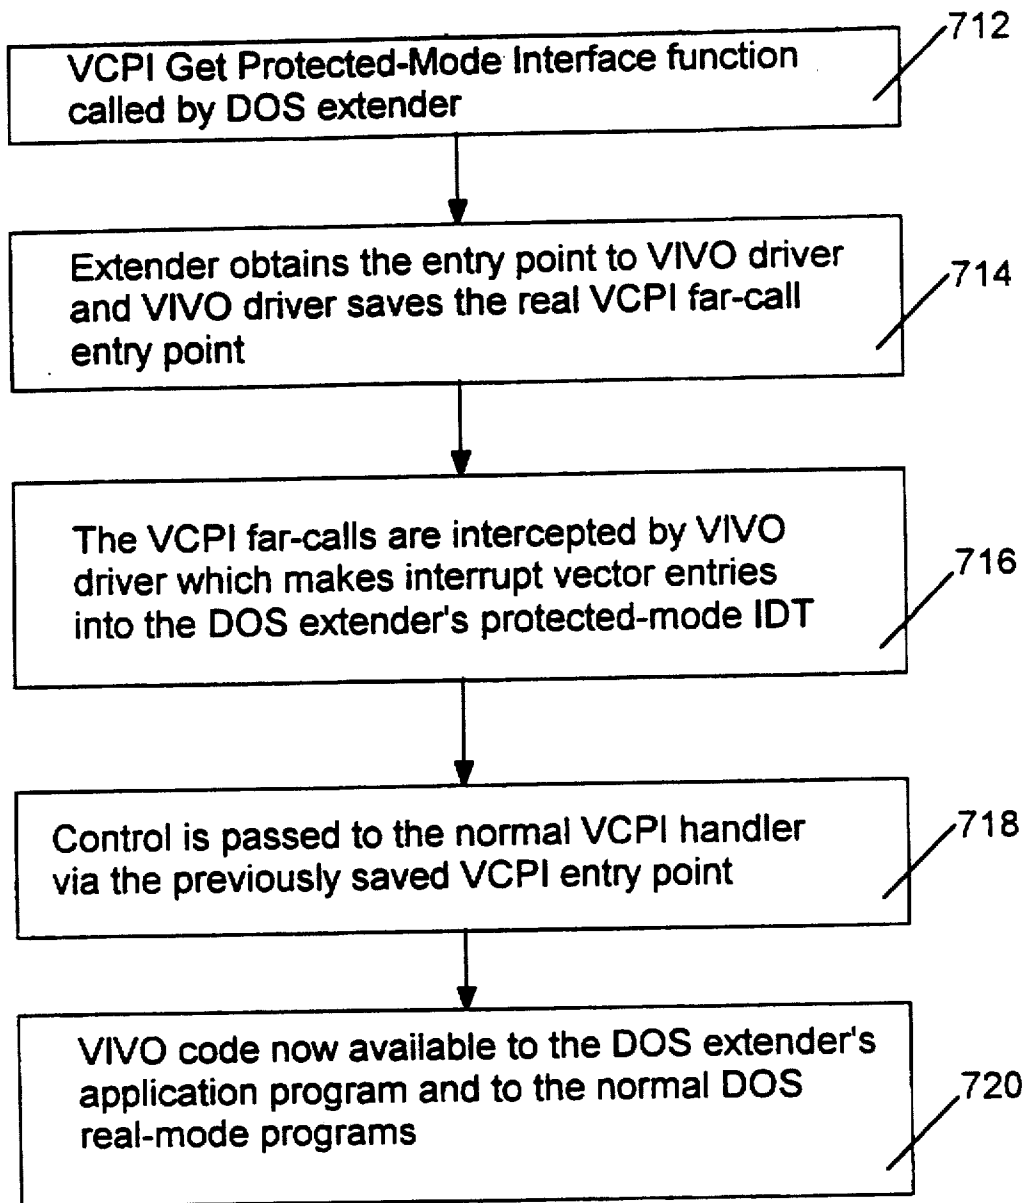 712
VCPI Get Protected-Mode Interface function
called by DOS extender
Extender obtains the entry point to VIVO driver
and VIVO driver saves the real VCPI far-call
entry point
714
The VCPI far-calls are intercepted by VIVO
driver which makes interrupt vector entries
into the DOS extender's protected-mode IDT
716
Control is passed to the normal VCPI handler
via the previously saved VCPI entry point
718
VIVO code now available to the DOS extender's
application program and to the normal DOS
real-mode programs
720